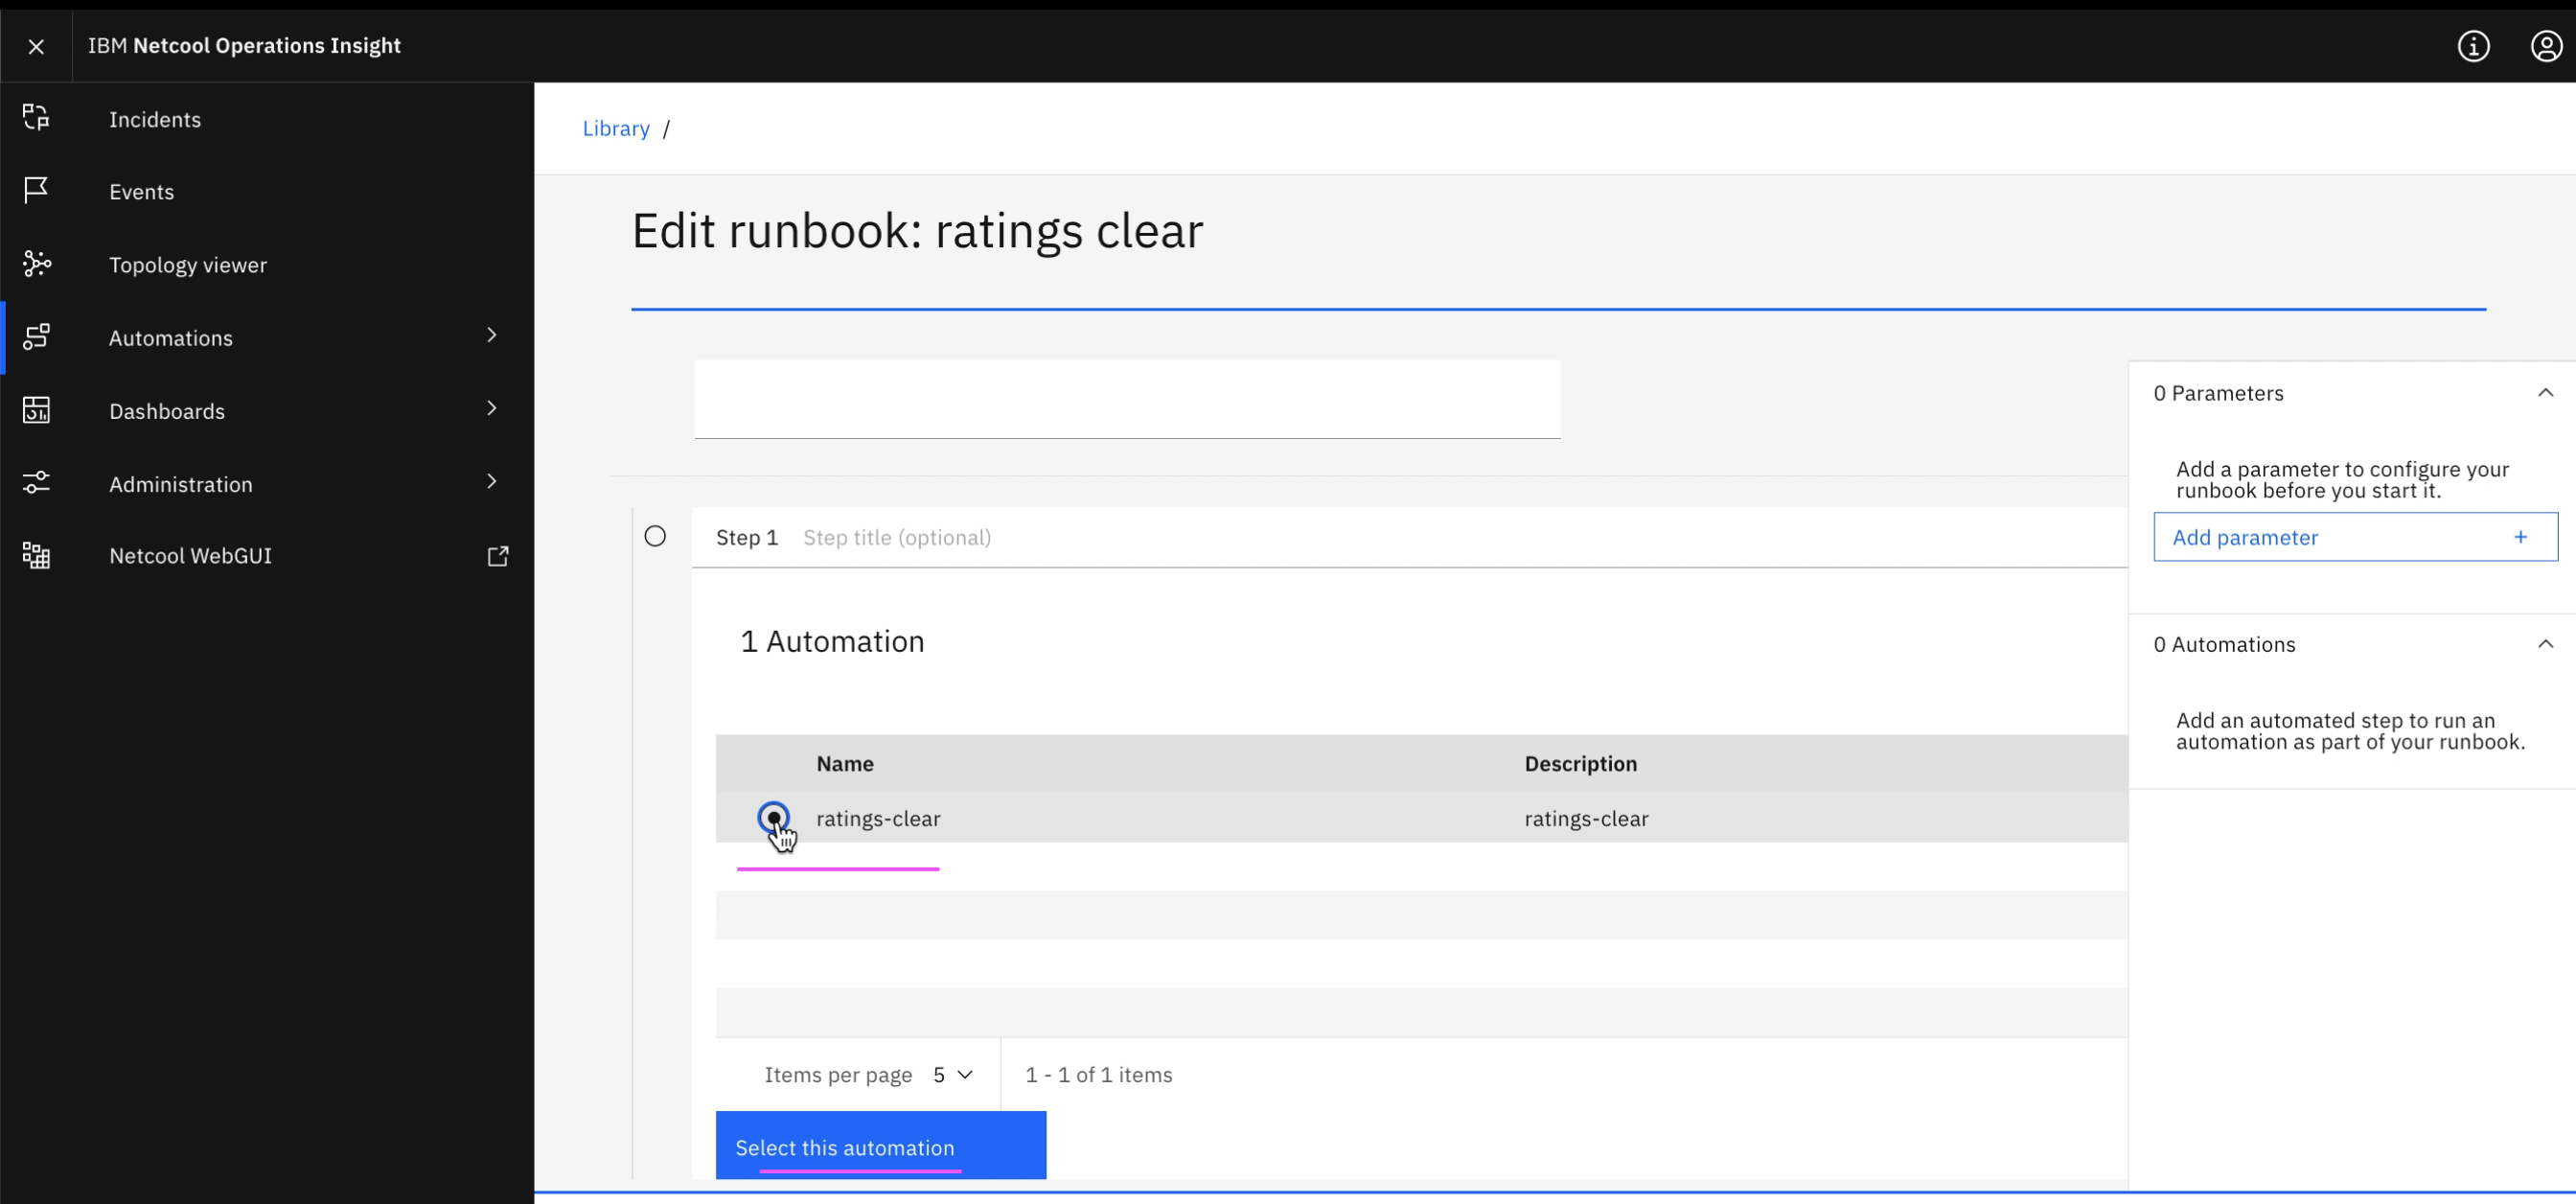 IBM Netcool Operations Insight
Incidents
Events
Topology viewer
Automations
Dashboards
Administration
Netcool WebGUI
Library /
Edit runbook: ratings clear
Step 1 Step title (optional)
1 Automation
Name Description
ratings-clear ratings-clear
Items per page 5 1 - 1 of 1 items
Select this automation
0 Parameters
Add a parameter to configure your
runbook before you start it.
Add parameter +
0 Automations
Add an automated step to run an
automation as part of your runbook.